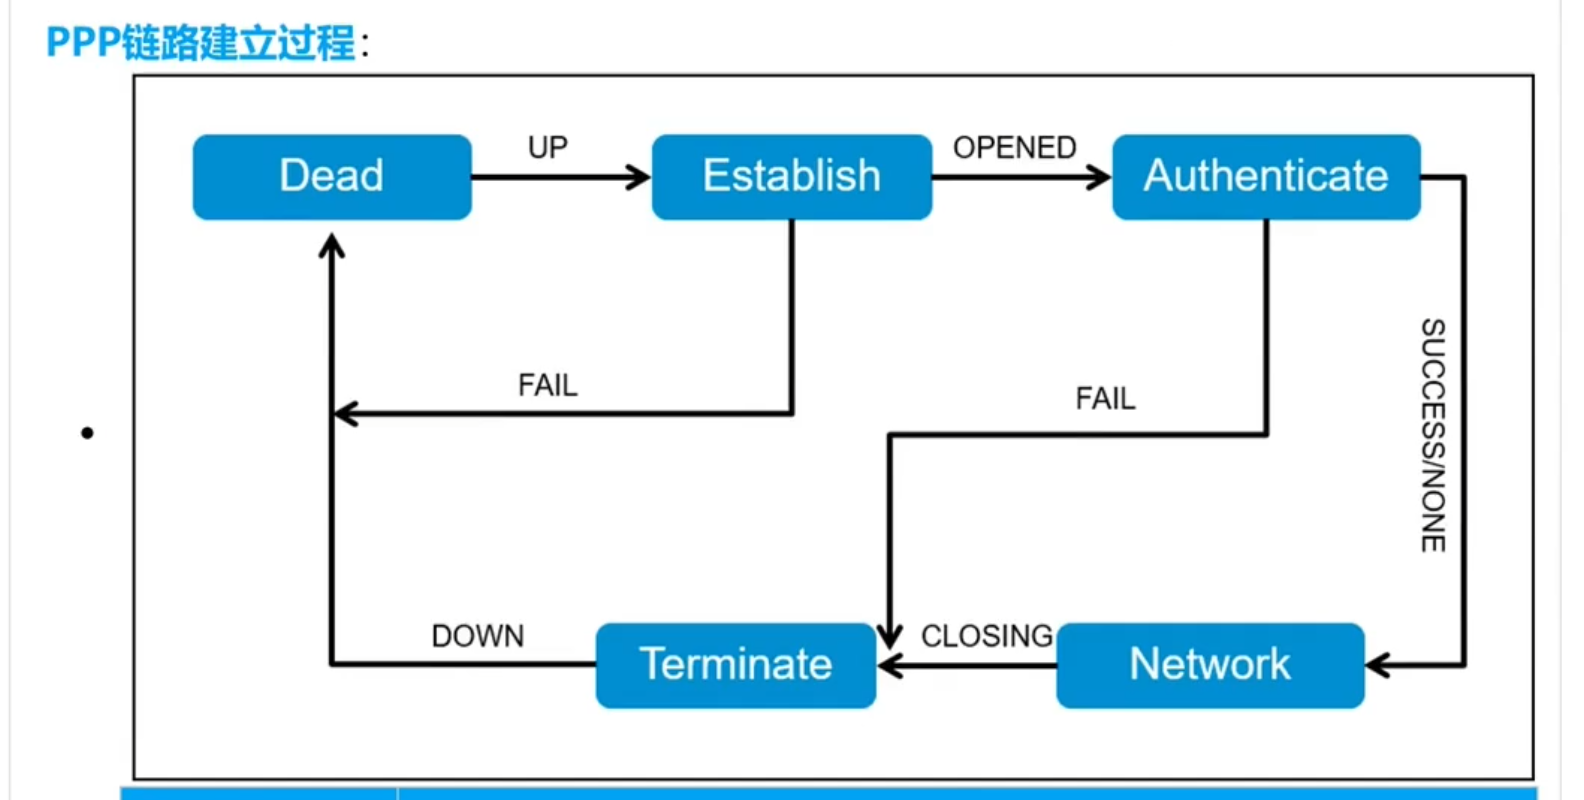 PPP链路建立过程：
Dead
UP
Establish
OPENED
Authenticate
FAIL
FAIL
SUCCESS/NONE
DOWN
Terminate
CLOSING
Network